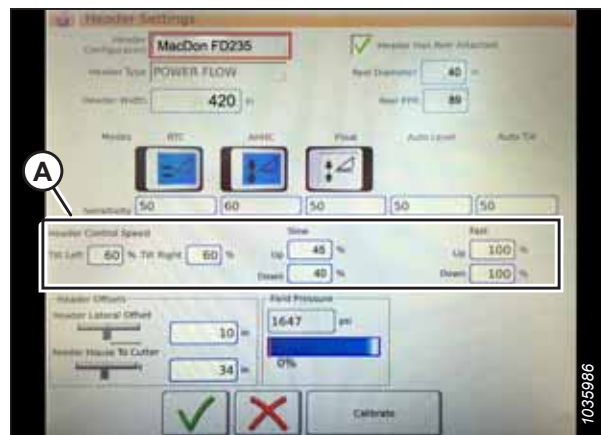 Header Settings
Header Configuration MacDon FD235
Header Has Reel Attached
Header Type POWER FLOW
Reel Diameter 40 in
Header Width 420 in
Reel PPR 89
Modes RTC AHHC Float Auto Level Auto Tilt
A
Sensitivity 50 60 50 50 50
Header Control Speed Slow Fast
Tilt Left 60 % Tilt Right 60 % Up 45 % Up 100 %
Down 40 % Down 100 %
Header Offsets Field Pressure
Header Lateral Offset
10 in 1647 psi
Feeder House To Cutter
34 in 0%
Calibrate
1035986